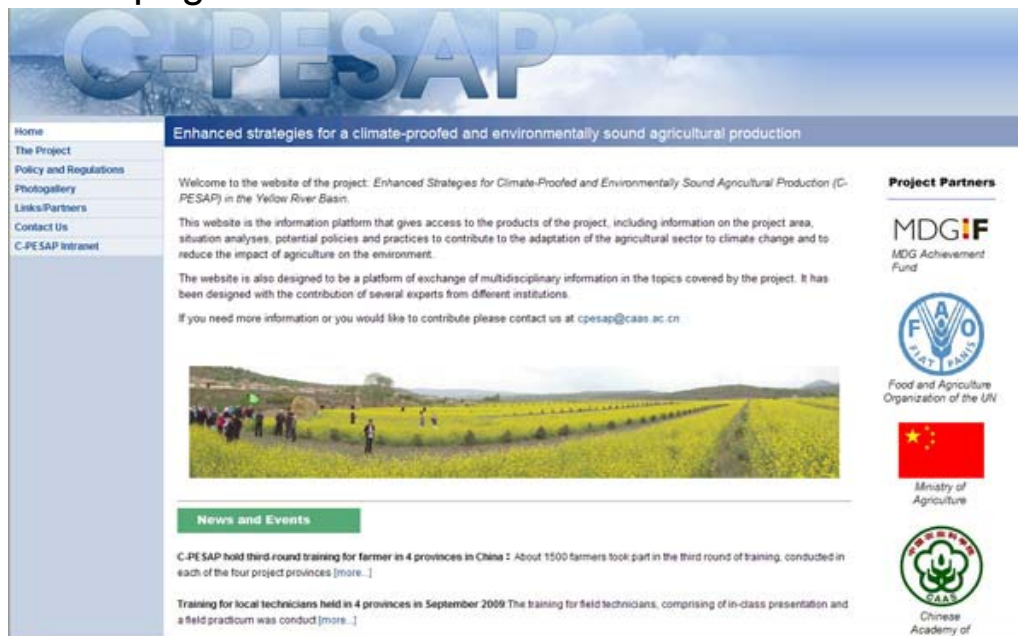 C-PESAP
Enhanced strategies for a climate-proofed and environmentally sound agricultural production
Home
The Project
Policy and Regulations
Photogallery
Links/Partners
Contact Us
C-PESAP Intranet
Welcome to the website of the project: Enhanced Strategies for Climate-Proofed and Environmentally Sound Agricultural Production (C-
PESAP) in the Yellow River Basin.
This website is the information platform that gives access to the products of the project, including information on the project area,
situation analyses, potential policies and practices to contribute to the adaptation of the agricultural sector to climate change and to
reduce the impact of agriculture on the environment.
The website is also designed to be a platform of exchange of multidisciplinary information in the topics covered by the project. It has
been designed with the contribution of several experts from different institutions.
If you need more information or you would like to contribute please contact us at cpesap@caas.ac.cn
News and Events
C-PESAP hold third-round training for farmer in 4 provinces in China : About 1500 farmers took part in the third round of training, conducted in
each of the four project provinces [more...]
Training for local technicians held in 4 provinces in September 2009 The training for field technicians, comprising of in-class presentation and
a field practicum was conduct [more...]
Project Partners
MDGIF
MDG Achievement
Fund
F A O
FIAT PANIS
Food and Agriculture
Organization of the UN
Ministry of
Agriculture
中国农业科学院
CAAS
Chinese
Academy of